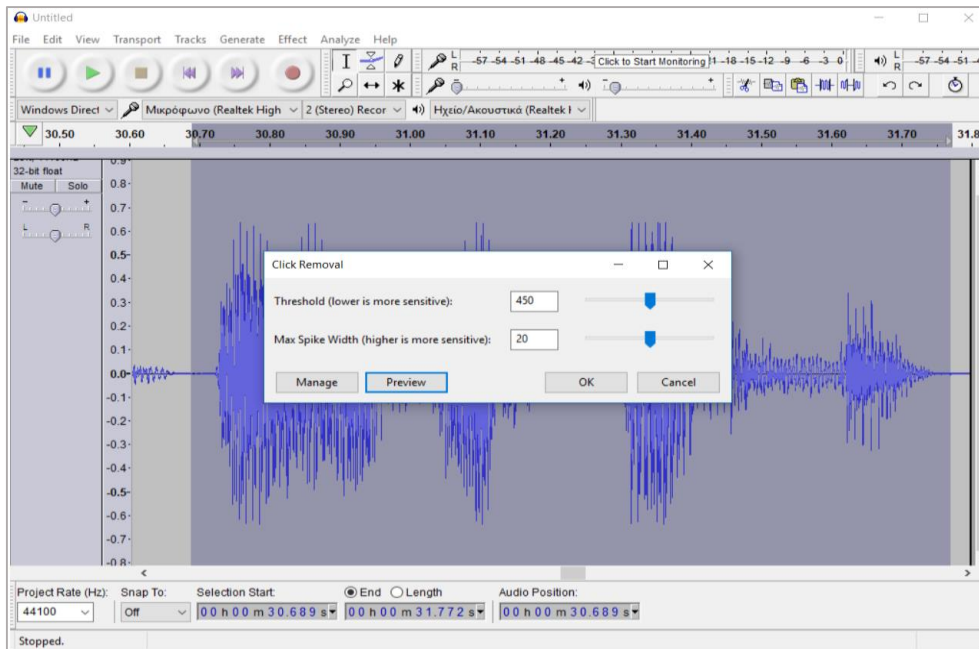 Untitled
File Edit View Transport Tracks Generate Effect Analyze Help
L R -57 -54 -51 -48 -45 -42 -3 Click to Start Monitoring 1 -18 -15 -12 -9 -6 -3 0 L R -57 -54 -51 -4
Windows Direct Μικρόφωνο (Realtek High 2 (Stereo) Recor Ηχείο/Ακουστικά (Realtek H
30.50 30.60 30.70 30.80 30.90 31.00 31.10 31.20 31.30 31.40 31.50 31.60 31.70 31.8
32-bit float
Mute Solo
- +
L R
0.9-
0.8-
0.7-
0.6-
0.5-
0.4-
0.3-
0.2-
0.1-
0.0-
-0.1-
-0.2-
-0.3-
-0.4-
-0.5-
-0.6-
-0.7-
-0.8-
Click Removal
Threshold (lower is more sensitive): 450
Max Spike Width (higher is more sensitive): 20
Manage Preview OK Cancel
Project Rate (Hz): Snap To: Selection Start: End Length Audio Position:
44100 Off 00 h 00 m 30.689 s 00 h 00 m 31.772 s 00 h 00 m 30.689 s
Stopped.